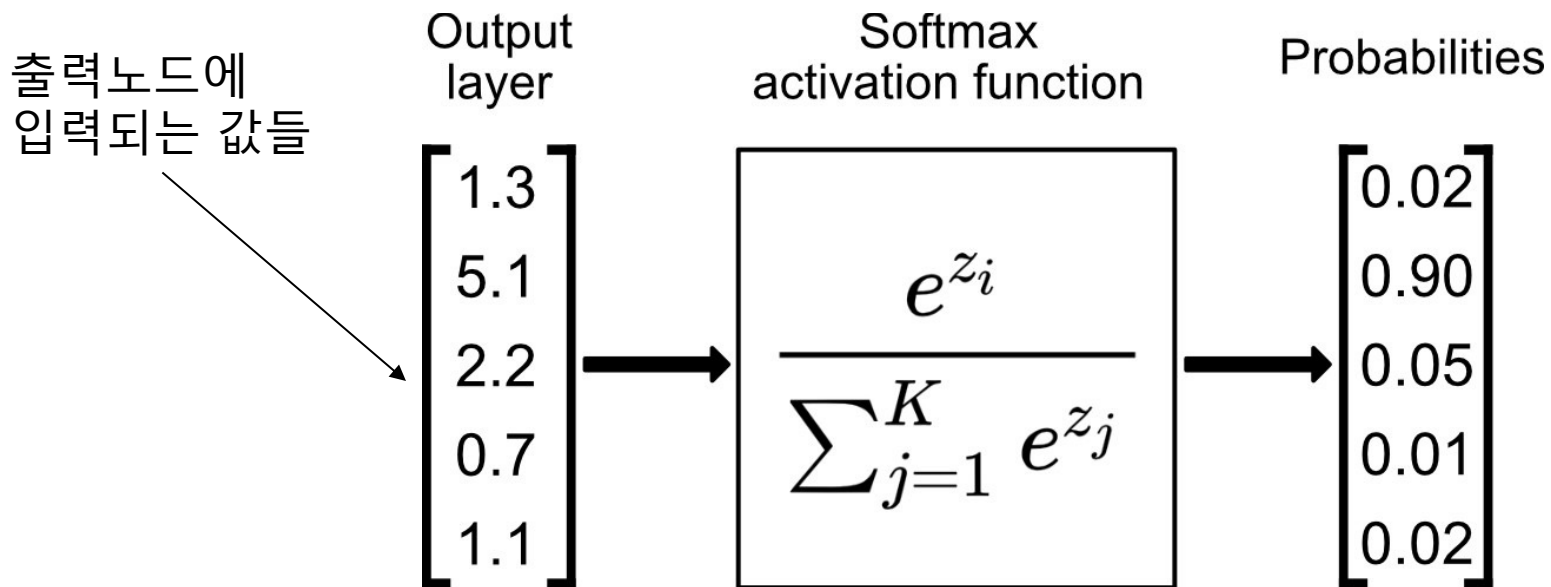 출력노드에
입력되는 값들
Output
layer
1.3
5.1
2.2
0.7
1.1
Softmax
activation function
e^{z_i}
∑_{j=1}^{K} e^{z_j}
Probabilities
0.02
0.90
0.05
0.01
0.02